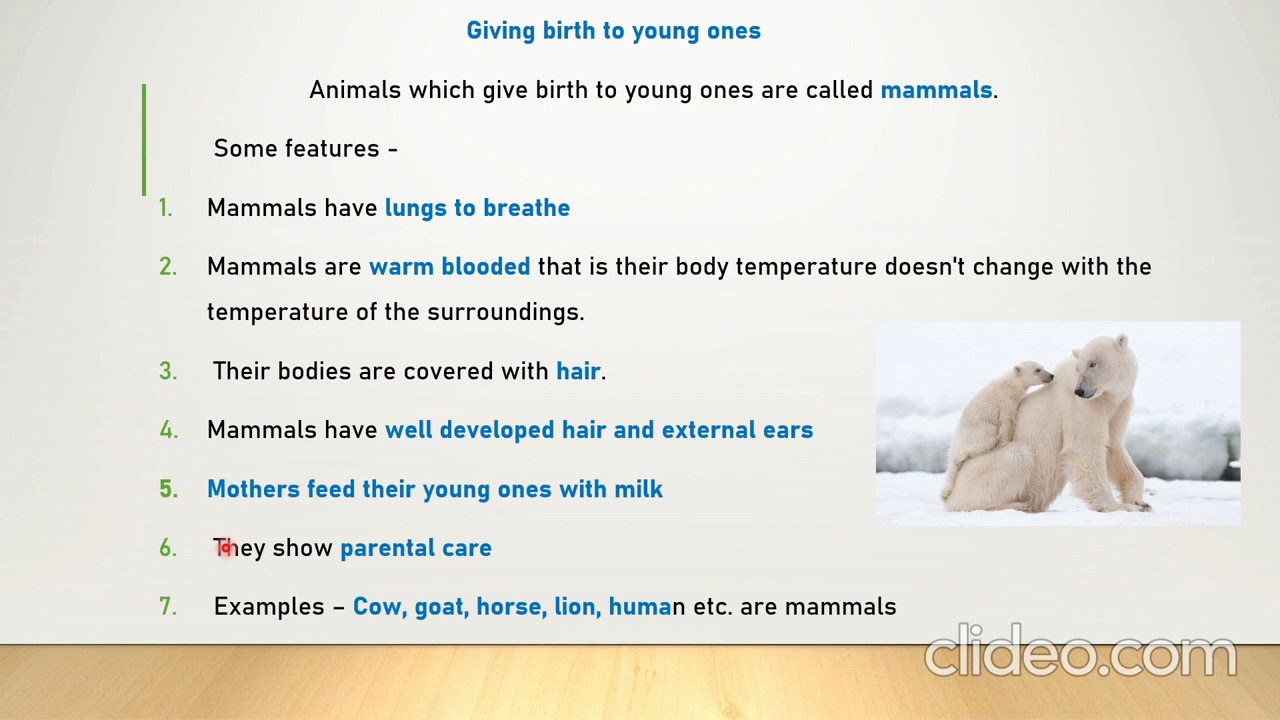 Giving birth to young ones
Animals which give birth to young ones are called mammals.
Some features -
1. Mammals have lungs to breathe
2. Mammals are warm blooded that is their body temperature doesn't change with the
temperature of the surroundings.
3. Their bodies are covered with hair.
4. Mammals have well developed hair and external ears
5. Mothers feed their young ones with milk
6. They show parental care
7. Examples – Cow, goat, horse, lion, human etc. are mammals
clideo.com